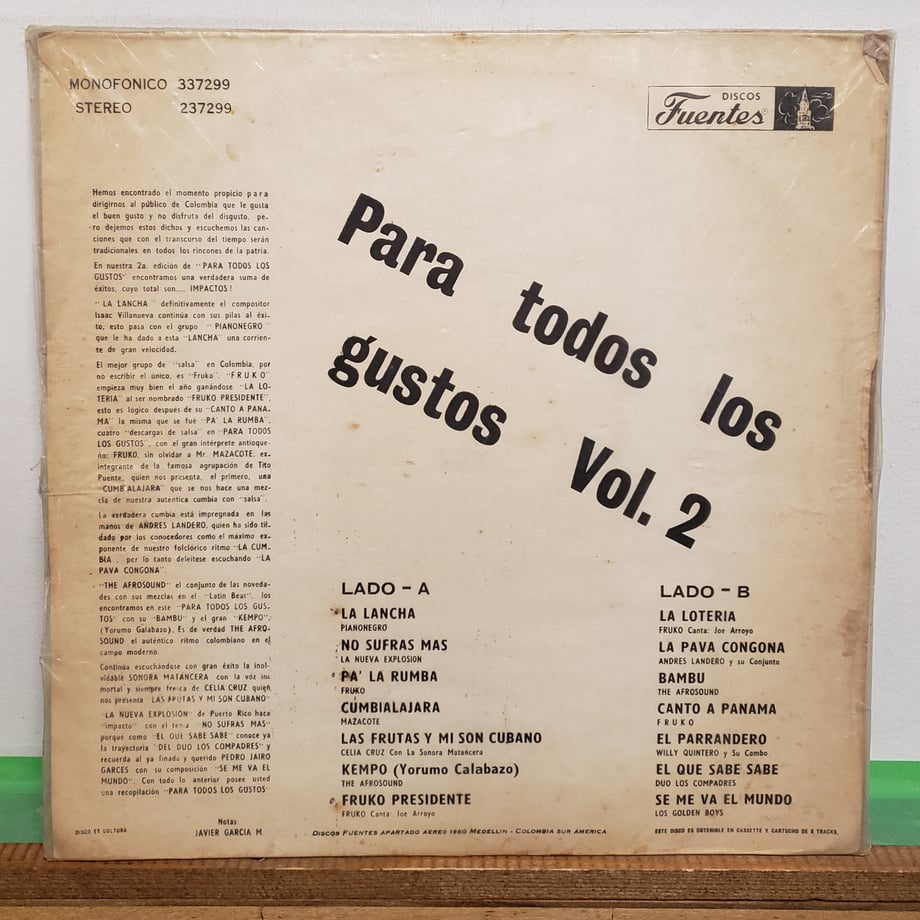 MONOFONICO 337299
STEREO 237299
DISCOS
Fuentes
Hemos encontrado el momento propicio para
dirigirnos al público de Colombia que le gusta
el buen gusto y no disfruta del disgusto, pe-
ro dejemos estos dichos y escuchemos las can-
ciones que con el transcurso del tiempo serán
tradicionales en todos los rincones de la patria.
En nuestra 2a. edición de "PARA TODOS LOS
GUSTOS" encontramos una verdadera suma de
éxitos, cuyo total son.... IMPACTOS!
"LA LANCHA" definitivamente el compositor
Isaac Villanueva continúa con sus pilas al éxi-
to, esto pasa con el grupo "PIANONEGRO"
que le ha dado a esta "LANCHA" una corrien-
te de gran velocidad.
El mejor grupo de "salsa" en Colombia, por
no escribir el único, es "Fruko". "FRUKO"
empieza muy bien el año ganándose "LA LO-
TERIA" al ser nombrado "FRUKO PRESIDENTE",
esto es lógico después de su "CANTO A PANA-
MA" la misma que se fué "PA' LA RUMBA",
cuatro "descargas de salsa" en "PARA TODOS
LOS GUSTOS", con el gran intérprete antioque-
ño; FRUKO, sin olvidar a Mr. MAZACOTE, ex-
integrante de la famosa agrupación de Tito
Puente, quien nos presenta, el primero, una
"CUMBIALAJARA" que se nos hace una mez-
cla de nuestra auténtica cumbia con "salsa".
La verdadera cumbia está impregnada en las
manos de ANDRES LANDERO, quien ha sido til-
dado por los conocedores como el máximo ex-
ponente de nuestro folclórico ritmo "LA CUM-
BIA", por lo tanto deleitese escuchando "LA
PAVA CONGONA".
"THE AFROSOUND" el conjunto de las noveda-
des con sus mezclas en el "Latin Beat", los
encontramos en este "PARA TODOS LOS GUS-
TOS" con su "BAMBU" y el gran "KEMPO",
(Yorumo Galabazo). Es de verdad THE AFRO-
SOUND el auténtico ritmo colombiano en el
campo moderno.
Continúa escuchandose con gran éxito la inol-
vidable SONORA MATANCERA con la voz in-
mortal y siempre fresca de CELIA CRUZ quien
nos presenta "LAS FRUTAS Y MI SON CUBANO"
"LA NUEVA EXPLOSION" de Puerto Rico hace
"impacto" con el tema "NO SUFRAS MAS"
porque como "EL QUE SABE SABE" conoce ya
la trayectoria "DEL DUO LOS COMPADRES" y
recuerda al ya finado y querido PEDRO JAIRO
GARCES con su composición "SE ME VA EL
MUNDO". Con todo lo anterior posee usted
una recopilación "PARA TODOS LOS GUSTOS"
Notas
JAVIER GARCIA M.
Para todos los
gustos Vol. 2
LADO - A
LA LANCHA
PIANONEGRO
NO SUFRAS MAS
LA NUEVA EXPLOSION
PA' LA RUMBA
FRUKO
CUMBIALAJARA
MAZACOTE
LAS FRUTAS Y MI SON CUBANO
CELIA CRUZ Con La Sonora Matancera
KEMPO (Yorumo Calabazo)
THE AFROSOUND
FRUKO PRESIDENTE
FRUKO Canta: Joe Arroyo
LADO - B
LA LOTERIA
FRUKO Canta: Joe Arroyo
LA PAVA CONGONA
ANDRES LANDERO y su Conjunto
BAMBU
THE AFROSOUND
CANTO A PANAMA
FRUKO
EL PARRANDERO
WILLY QUINTERO y Su Combo
EL QUE SABE SABE
DUO LOS COMPADRES
SE ME VA EL MUNDO
LOS GOLDEN BOYS
DISCO ES CULTURA
DISCOS FUENTES APARTADO AEREO 1960 MEDELLIN - COLOMBIA SUR AMERICA
ESTE DISCO ES OBTENIBLE EN CASSETTE Y CARTUCHO DE 8 TRACKS.